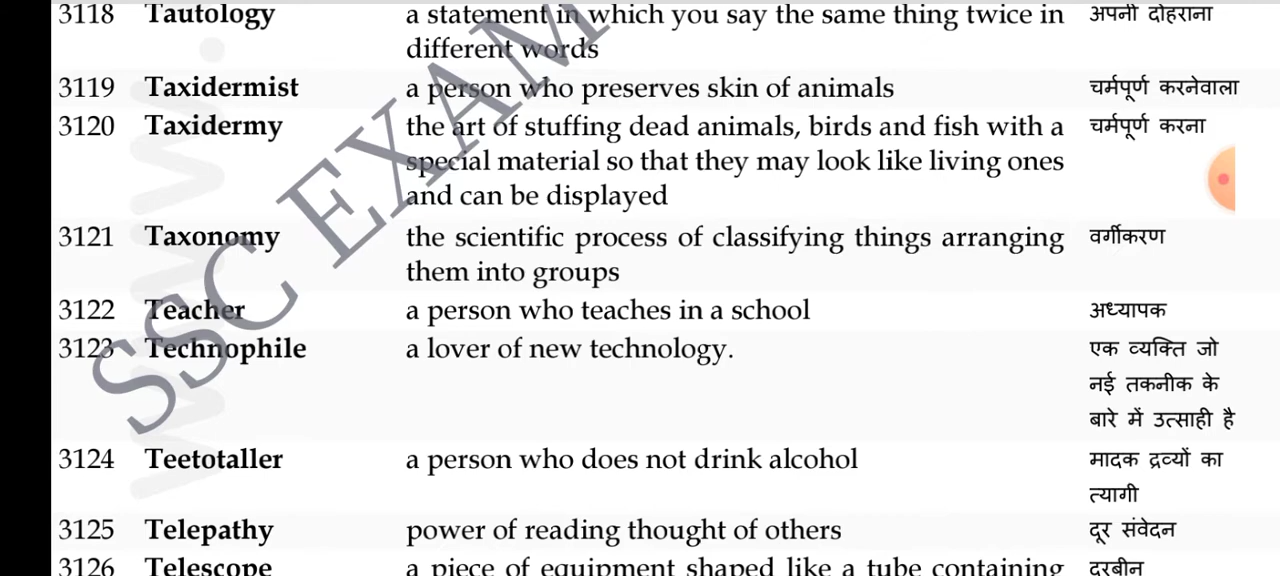 3118 Tautology a statement in which you say the same thing twice in अपनी दोहराना
different words
3119 Taxidermist a person who preserves skin of animals चर्मपूर्ण करनेवाला
3120 Taxidermy the art of stuffing dead animals, birds and fish with a चर्मपूर्ण करना
special material so that they may look like living ones
and can be displayed
3121 Taxonomy the scientific process of classifying things arranging वर्गीकरण
them into groups
3122 Teacher a person who teaches in a school अध्यापक
3123 Technophile a lover of new technology. एक व्यक्ति जो
नई तकनीक के
बारे में उत्साही है
3124 Teetotaller a person who does not drink alcohol मादक द्रव्यों का
त्यागी
3125 Telepathy power of reading thought of others दूर संवेदन
3126 Telescope a piece of equipment shaped like a tube containing दूरबीन
SSC EXAM
www.